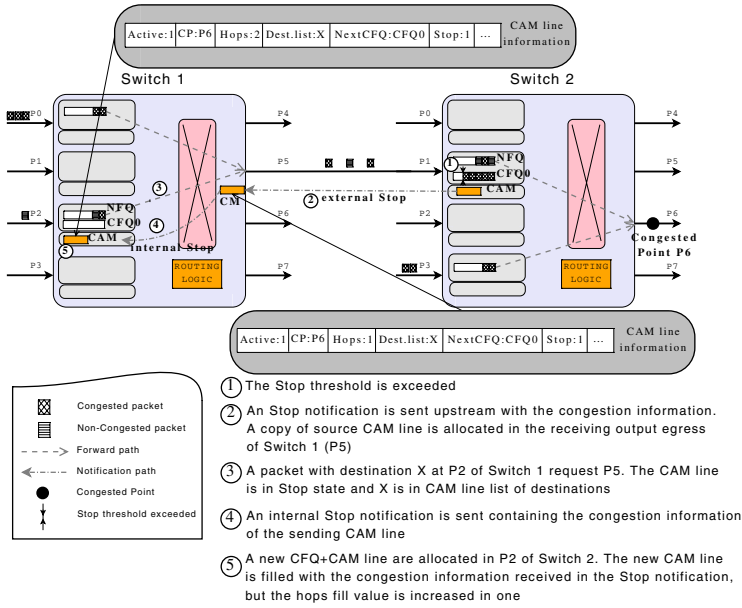 Active:1 CP:P6 Hops:2 Dest.list:X NextCFQ:CFQ0 Stop:1 ...
CAM line
information
Switch 1
Switch 2
P0
P1
P2
P3
P4
P5
P6
P7
NFQ
CFQ0
CAM
CM
3
4
5
internal Stop
ROUTING
LOGIC
2 external Stop
P0
P1
P2
P3
P4
P5
P6
P7
1
NFQ
CFQ0
CAM
Congested
Point P6
ROUTING
LOGIC
Active:1 CP:P6 Hops:1 Dest.list:X NextCFQ:CFQ0 Stop:1 ...
CAM line
information
Congested packet
Non-Congested packet
Forward path
Notification path
Congested Point
Stop threshold exceeded
1 The Stop threshold is exceeded
2 An Stop notification is sent upstream with the congestion information.
A copy of source CAM line is allocated in the receiving output egress
of Switch 1 (P5)
3 A packet with destination X at P2 of Switch 1 request P5. The CAM line
is in Stop state and X is in CAM line list of destinations
4 An internal Stop notification is sent containing the congestion information
of the sending CAM line
5 A new CFQ+CAM line are allocated in P2 of Switch 2. The new CAM line
is filled with the congestion information received in the Stop notification,
but the hops fill value is increased in one